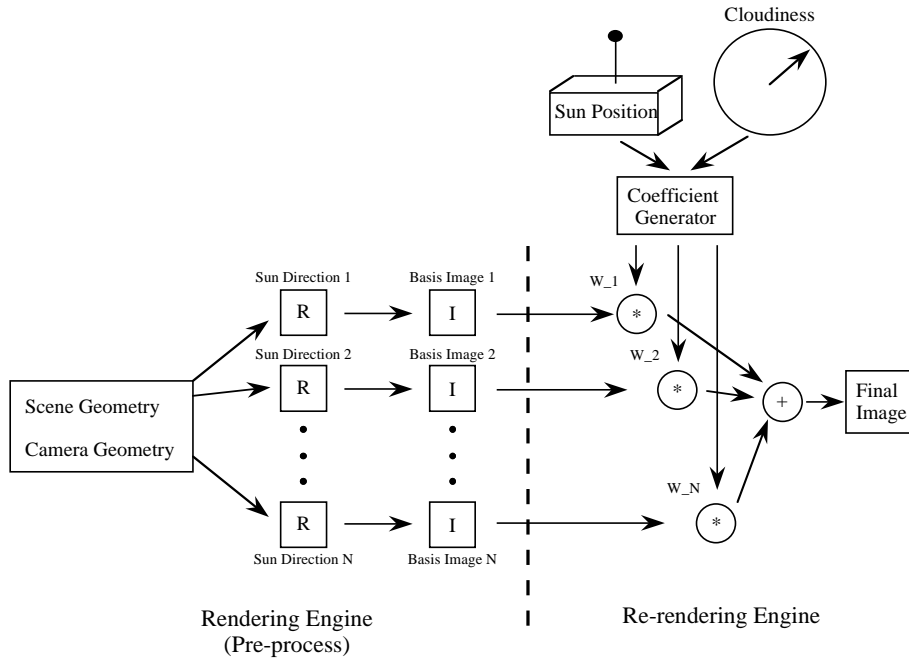 Cloudiness
Sun Position
Coefficient
Generator
Sun Direction 1
Basis Image 1
W_1
R
I
*
Sun Direction 2
Basis Image 2
W_2
R
I
*
Scene Geometry
Camera Geometry
+
Final
Image
W_N
R
I
*
Sun Direction N
Basis Image N
Rendering Engine
(Pre-process)
Re-rendering Engine